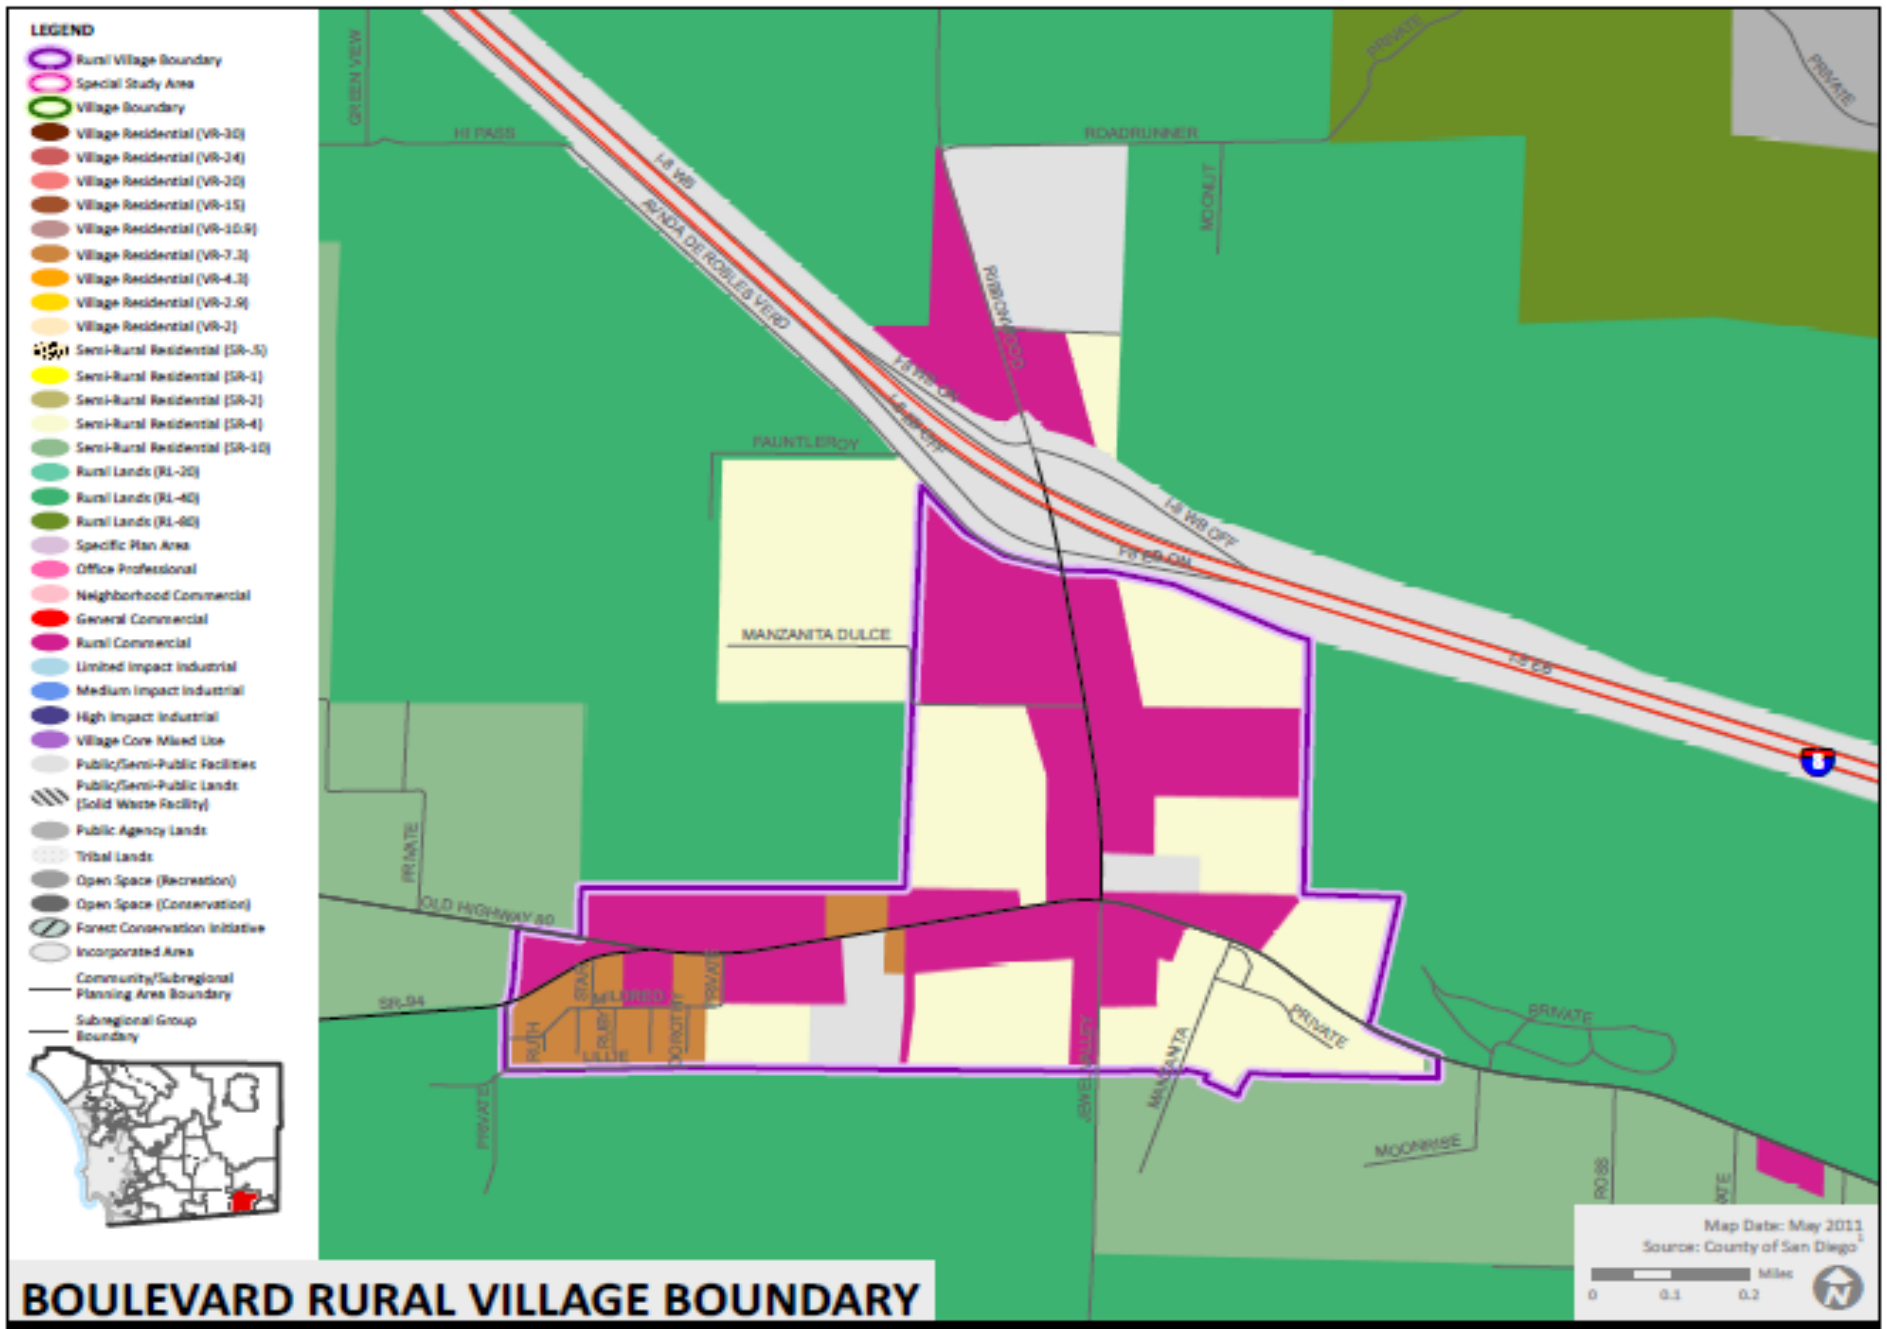 LEGEND
Rural Village Boundary
Special Study Area
Village Boundary
Village Residential (VR-30)
Village Residential (VR-24)
Village Residential (VR-20)
Village Residential (VR-15)
Village Residential (VR-10.9)
Village Residential (VR-7.3)
Village Residential (VR-4.3)
Village Residential (VR-2.9)
Village Residential (VR-2)
Semi-Rural Residential (SR-.5)
Semi-Rural Residential (SR-1)
Semi-Rural Residential (SR-2)
Semi-Rural Residential (SR-4)
Semi-Rural Residential (SR-10)
Rural Lands (RL-20)
Rural Lands (RL-40)
Rural Lands (RL-80)
Specific Plan Area
Office Professional
Neighborhood Commercial
General Commercial
Rural Commercial
Limited Impact Industrial
Medium Impact Industrial
High Impact Industrial
Village Core Mixed Use
Public/Semi-Public Facilities
Public/Semi-Public Lands
(Solid Waste Facility)
Public Agency Lands
Tribal Lands
Open Space (Recreation)
Open Space (Conservation)
Forest Conservation Initiative
Incorporated Area
Community/Subregional
Planning Area Boundary
Subregional Group
Boundary
GREEN VIEW
HI PASS
I-8 WB
AVNDA DE ROBLES VERD
ROADRUNNER
MOONUT
PRIVATE
PRIVATE
RIBBONWOOD
I-8 WB ON
I-8 EB OFF
FAUNTLEROY
I-8 WB OFF
I-8 EB ON
MANZANITA DULCE
I-8 EB
8
PRIVATE
OLD HIGHWAY 80
SR-94
STAR
MILDRED
PRIVATE
RUTH
RUBY
LILLIE
DOROTHY
PRIVATE
JEWEL VALLEY
MANZANTA
PRIVATE
PRIVATE
MOONRISE
ROSS
VATE
Map Date: May 2011
Source: County of San Diego
1
Miles
0 0.1 0.2
N
BOULEVARD RURAL VILLAGE BOUNDARY